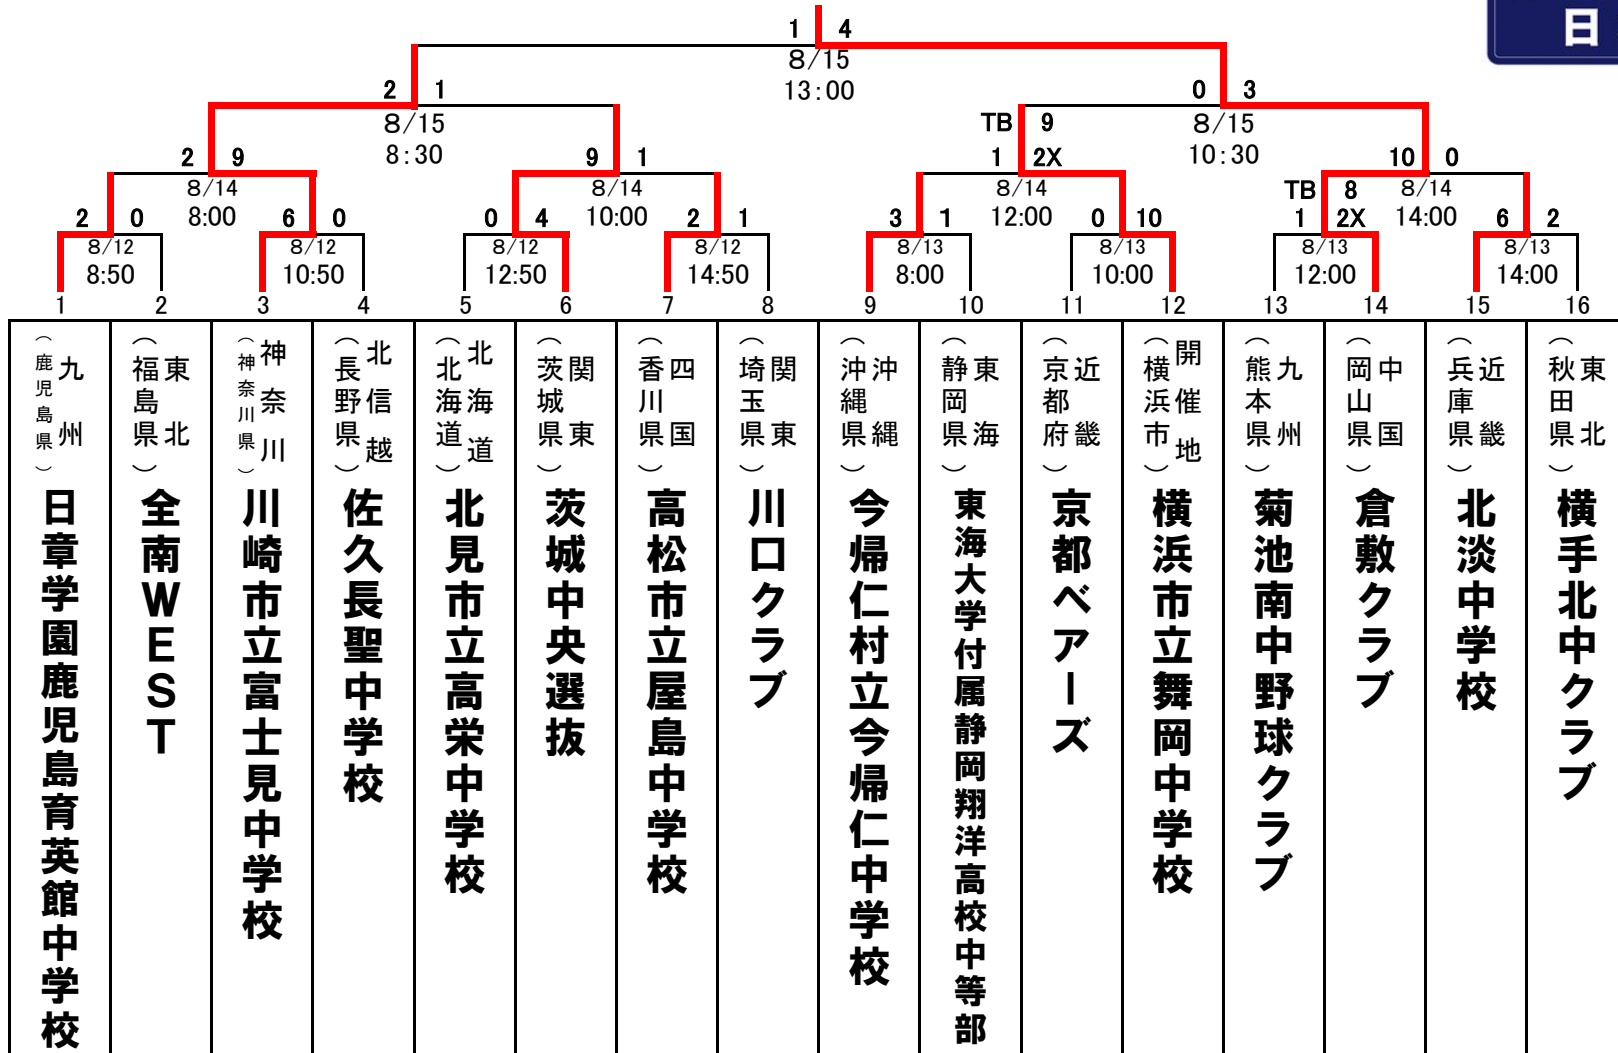 日
1 4
8/15
13:00
2 1
8/15
8:30
0 3
8/15
10:30
2 9
8/14
8:00
9 1
8/14
10:00
TB 9
1 2X
8/14
12:00
10 0
8/14
14:00
2 0
8/12
8:50
6 0
8/12
10:50
0 4
8/12
12:50
2 1
8/12
14:50
3 1
8/13
8:00
0 10
8/13
10:00
TB 8
1 2X
8/13
12:00
6 2
8/13
14:00
1 2 3 4 5 6 7 8 9 10 11 12 13 14 15 16
九州
(鹿児島県)
日章学園鹿児島育英館中学校
東北
(福島県)
全南WEST
神奈川
(神奈川県)
川崎市立富士見中学校
北信越
(長野県)
佐久長聖中学校
北海道
(北海道)
北見市立高栄中学校
関東
(茨城県)
茨城中央選抜
四国
(香川県)
高松市立屋島中学校
関東
(埼玉県)
川口クラブ
沖縄
(沖縄県)
今帰仁村立今帰仁中学校
東海
(静岡県)
東海大学付属静岡翔洋高校中等部
近畿
(京都府)
京都ベアーズ
開催地
(横浜市)
横浜市立舞岡中学校
九州
(熊本県)
菊池南中野球クラブ
中国
(岡山県)
倉敷クラブ
近畿
(兵庫県)
北淡中学校
東北
(秋田県)
横手北中クラブ